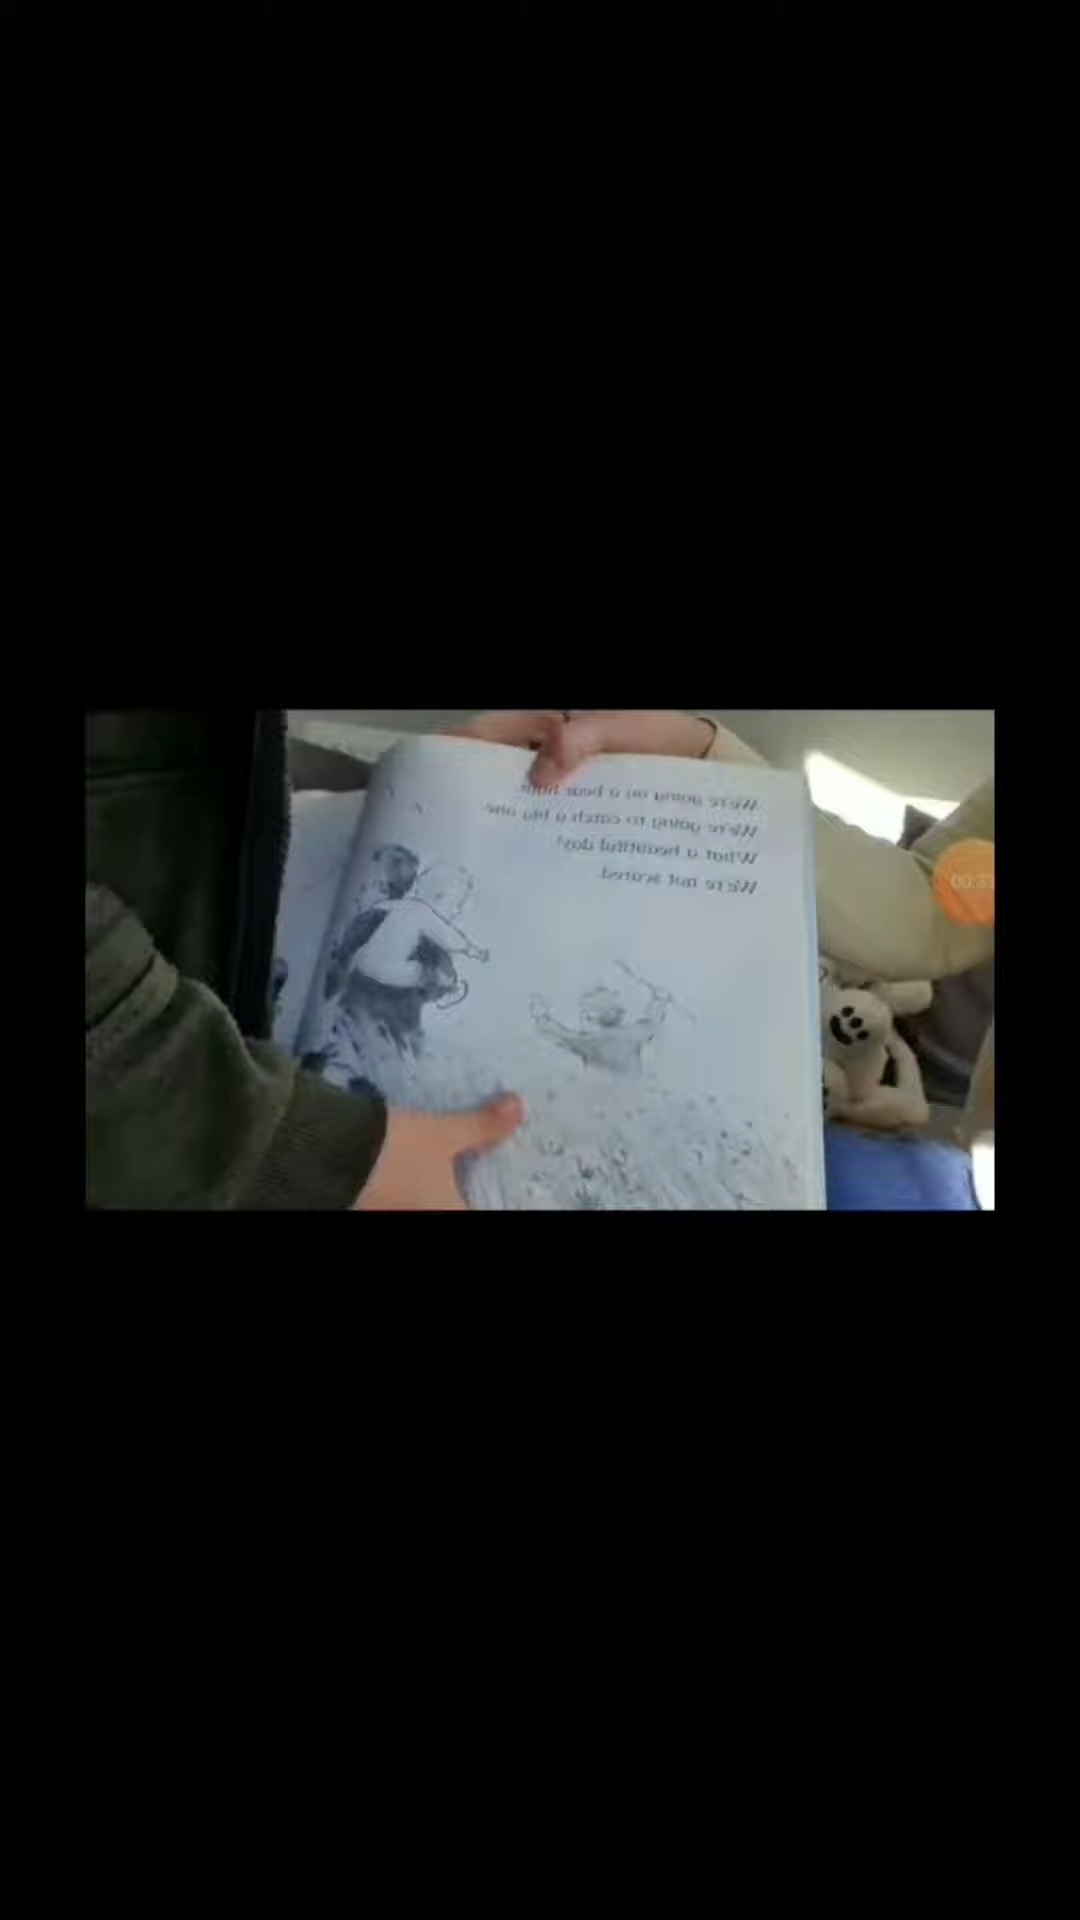 We're going on a bear hunt.
We're going to catch a big one.
What a beautiful day!
We're not scared.